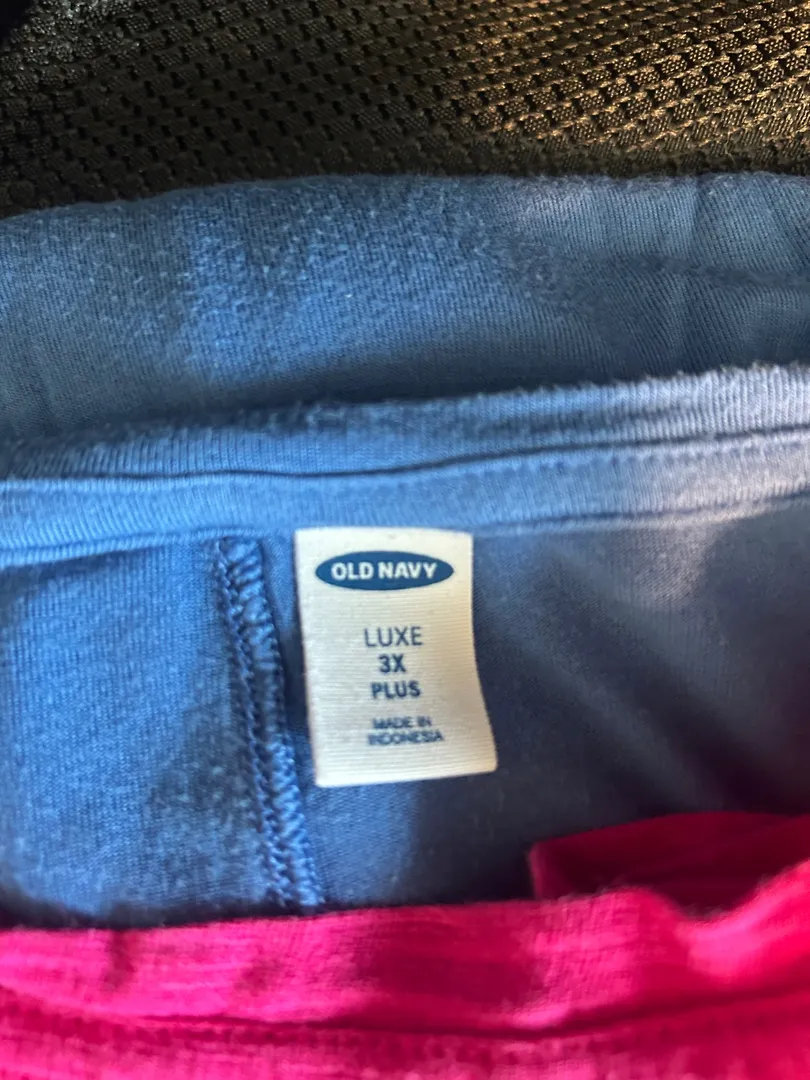 OLD NAVY
LUXE
3X
PLUS
MADE IN
INDONESIA